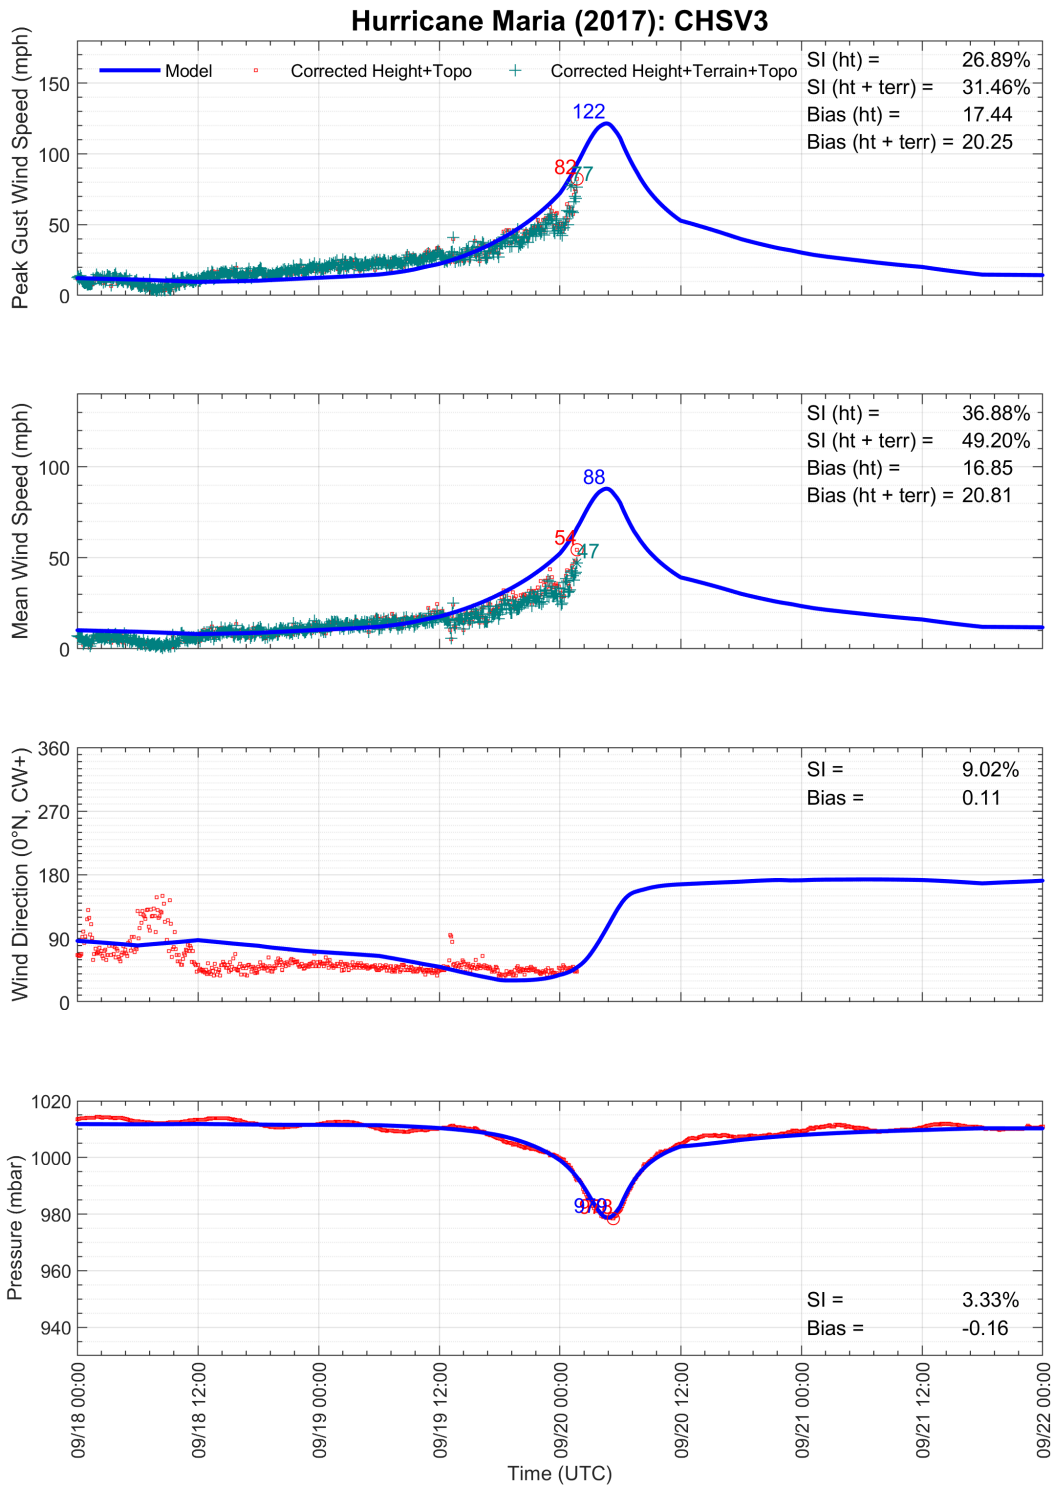 Hurricane Maria (2017): CHSV3
Peak Gust Wind Speed (mph)
150
100
50
0
Model
Corrected Height+Topo
Corrected Height+Terrain+Topo
SI (ht) = 26.89%
SI (ht + terr) = 31.46%
Bias (ht) = 17.44
Bias (ht + terr) = 20.25
122
82
77
Mean Wind Speed (mph)
100
50
0
SI (ht) = 36.88%
SI (ht + terr) = 49.20%
Bias (ht) = 16.85
Bias (ht + terr) = 20.81
88
54
47
Wind Direction (0°N, CW+)
360
270
180
90
0
SI = 9.02%
Bias = 0.11
Pressure (mbar)
1020
1000
980
960
940
979
SI = 3.33%
Bias = -0.16
09/18 00:00
09/18 12:00
09/19 00:00
09/19 12:00
09/20 00:00
09/20 12:00
09/21 00:00
09/21 12:00
09/22 00:00
Time (UTC)